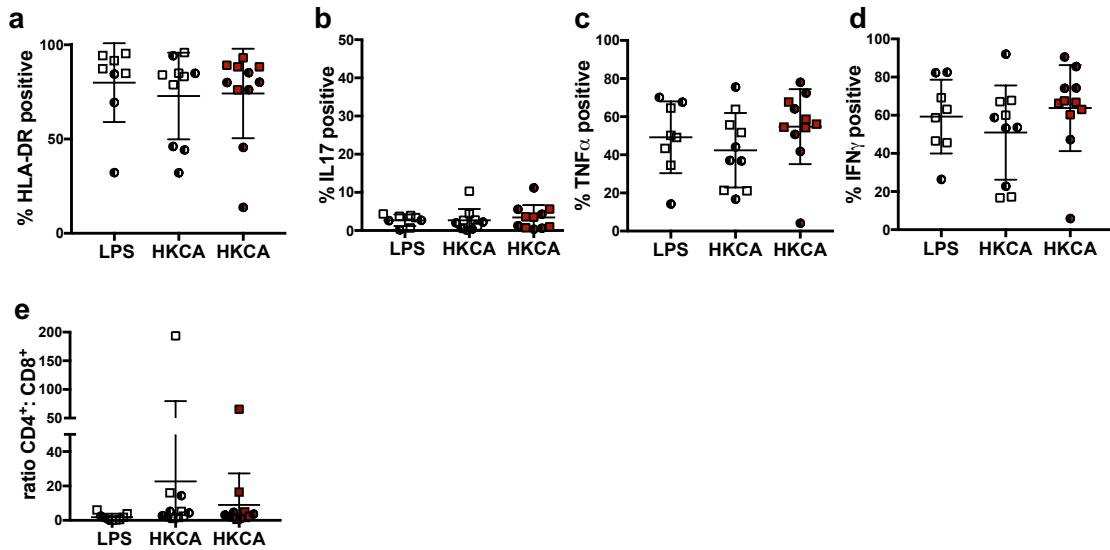 a
% HLA-DR positive
100
50
0
LPS
HKCA
HKCA
b
% IL17 positive
50
40
30
20
10
0
LPS
HKCA
HKCA
c
% TNFα positive
100
80
60
40
20
0
LPS
HKCA
HKCA
d
% IFNγ positive
100
80
60
40
20
0
LPS
HKCA
HKCA
e
ratio CD4⁺: CD8⁺
200
150
100
50
40
20
0
LPS
HKCA
HKCA